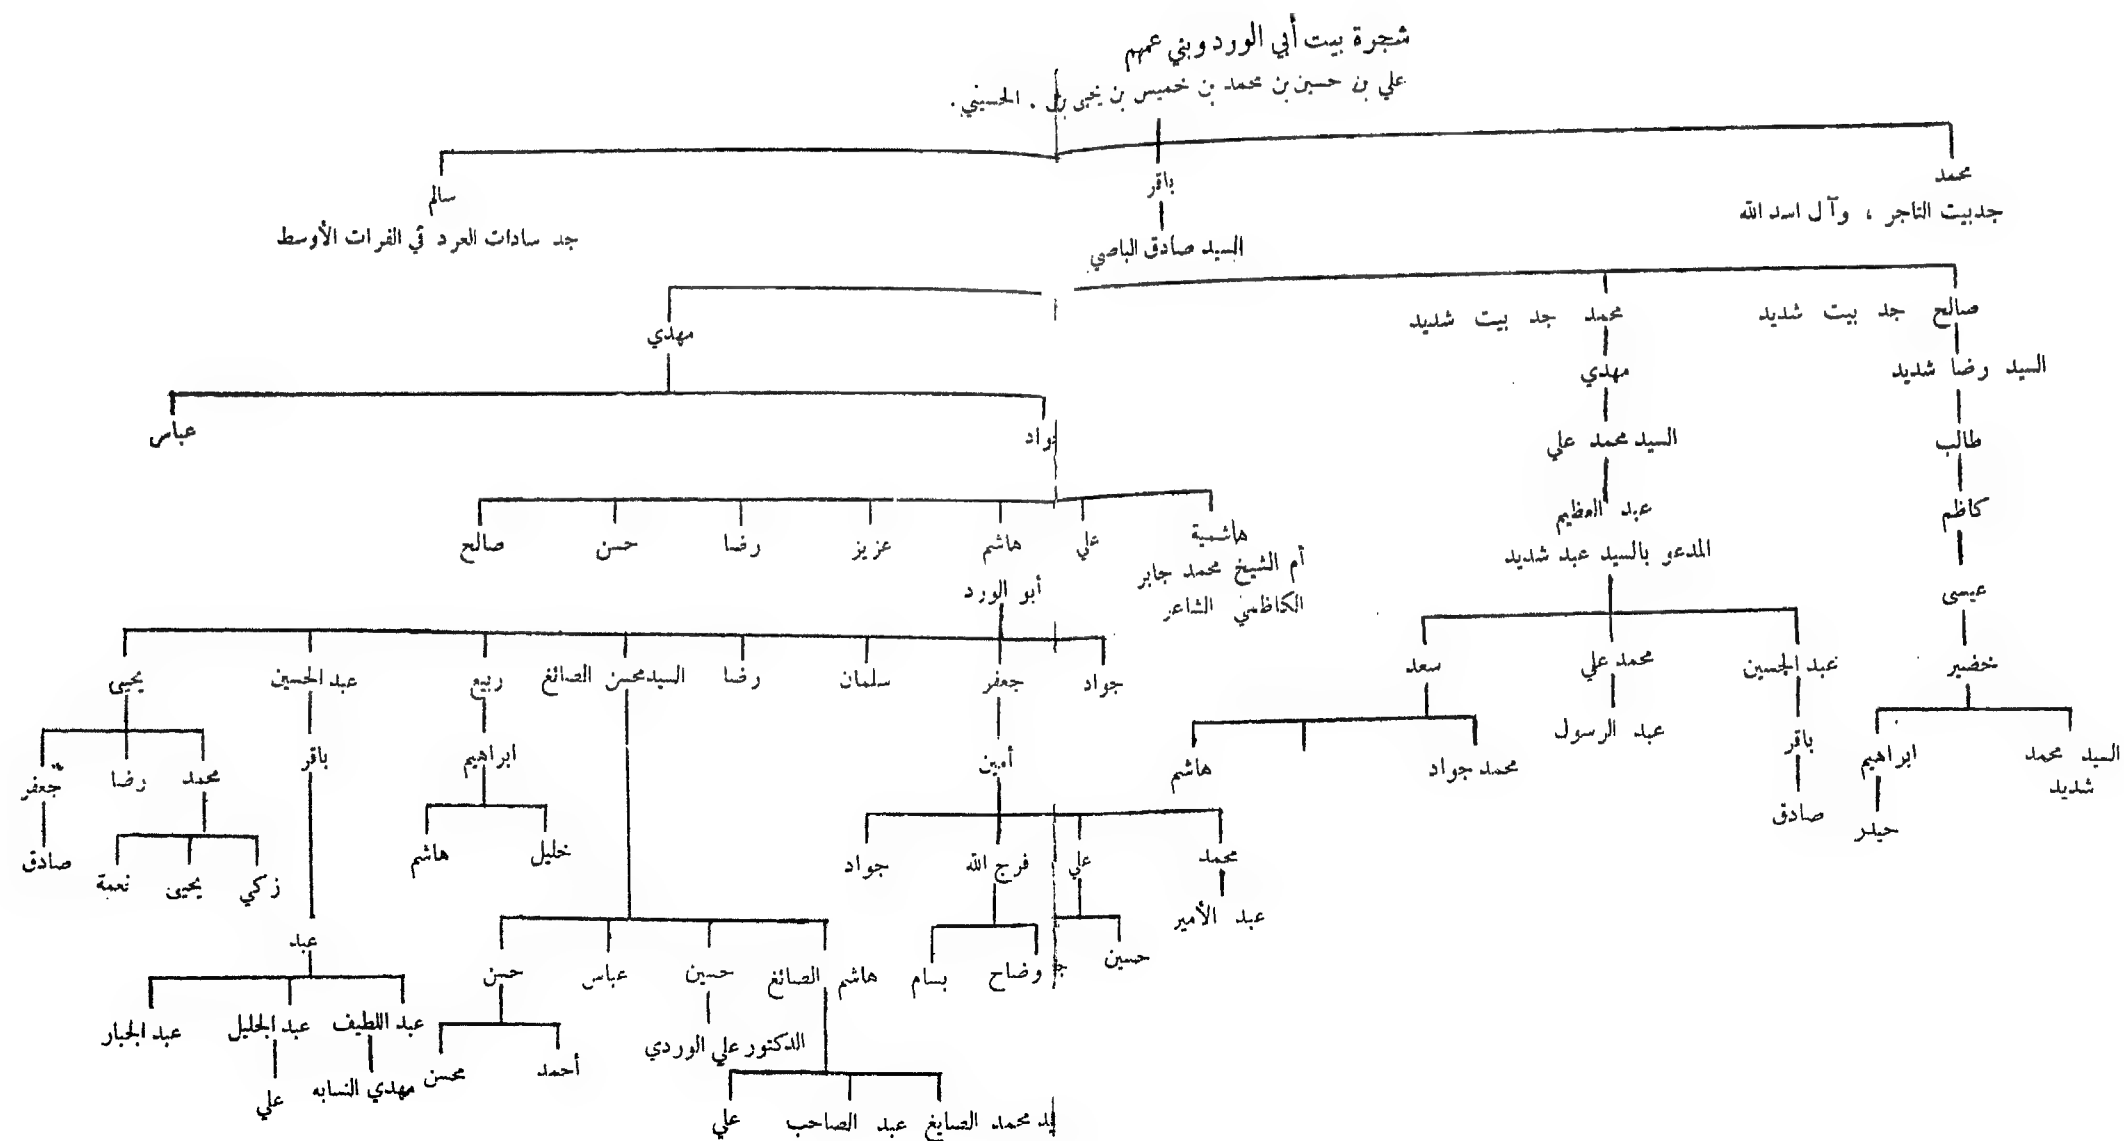 شجرة بيت أبي الورد وبني عمهم
علي بن حسين بن محمد بن خميس بن يحيى . الحسيني .
محمد
باقر
سالم
جد بيت التاجر ، وآل اسد الله
السيد صادق الباصي
جد سادات العرد في الفرات الأوسط
صالح جد بيت شديد
محمد جد بيت شديد
مهدي
السيد رضا شديد
مهدي
جواد
عباس
طالب
السيد محمد علي
كاظم
عبد العظيم
المدعو بالسيد عبد شديد
هاشمية
علي
هاشم
عزيز
رضا
حسن
صالح
أم الشيخ محمد جابر
الكاظمي الشاعر
أبو الورد
عيسى
خضير
عبد الحسين
محمد علي
سعد
جواد
جعفر
سلمان
رضا
السيد محسن الصائغ
ربيع
عبد الحسين
يحيى
السيد محمد
شديد
ابراهيم
باقر
عبد الرسول
محمد جواد
هاشم
أمين
ابراهيم
باقر
محمد
رضا
جعفر
حيدر
صادق
محمد
علي
فرج الله
جواد
خليل
هاشم
زكي
يحيى
نعمة
صادق
عبد الأمير
عبد
حسين
وضاح
بسام
هاشم الصائغ
حسين
عباس
حسن
عبد اللطيف
عبد الجليل
عبد الجبار
الدكتور علي الوردي
أحمد
محسن
مهدي النسابه
علي
يد محمد الصايغ
عبد الصاحب
علي